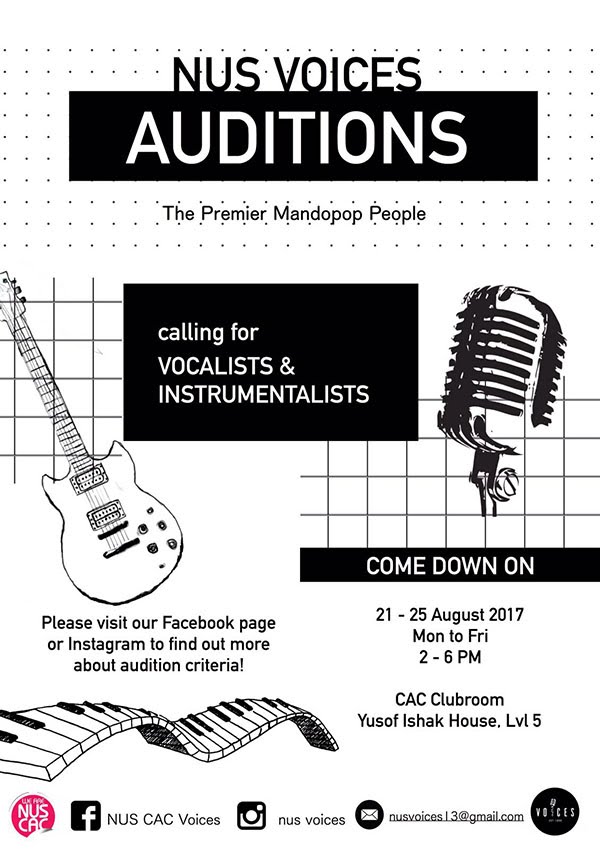 NUS VOICES
AUDITIONS
The Premier Mandopop People
calling for
VOCALISTS &
INSTRUMENTALISTS
COME DOWN ON
21 - 25 August 2017
Mon to Fri
2 - 6 PM
CAC Clubroom
Yusof Ishak House, Lvl 5
Please visit our Facebook page
or Instagram to find out more
about audition criteria!
WE ARE
NUS
CAC
NUS CAC Voices
nus voices
nusvoices13@gmail.com
VOICES